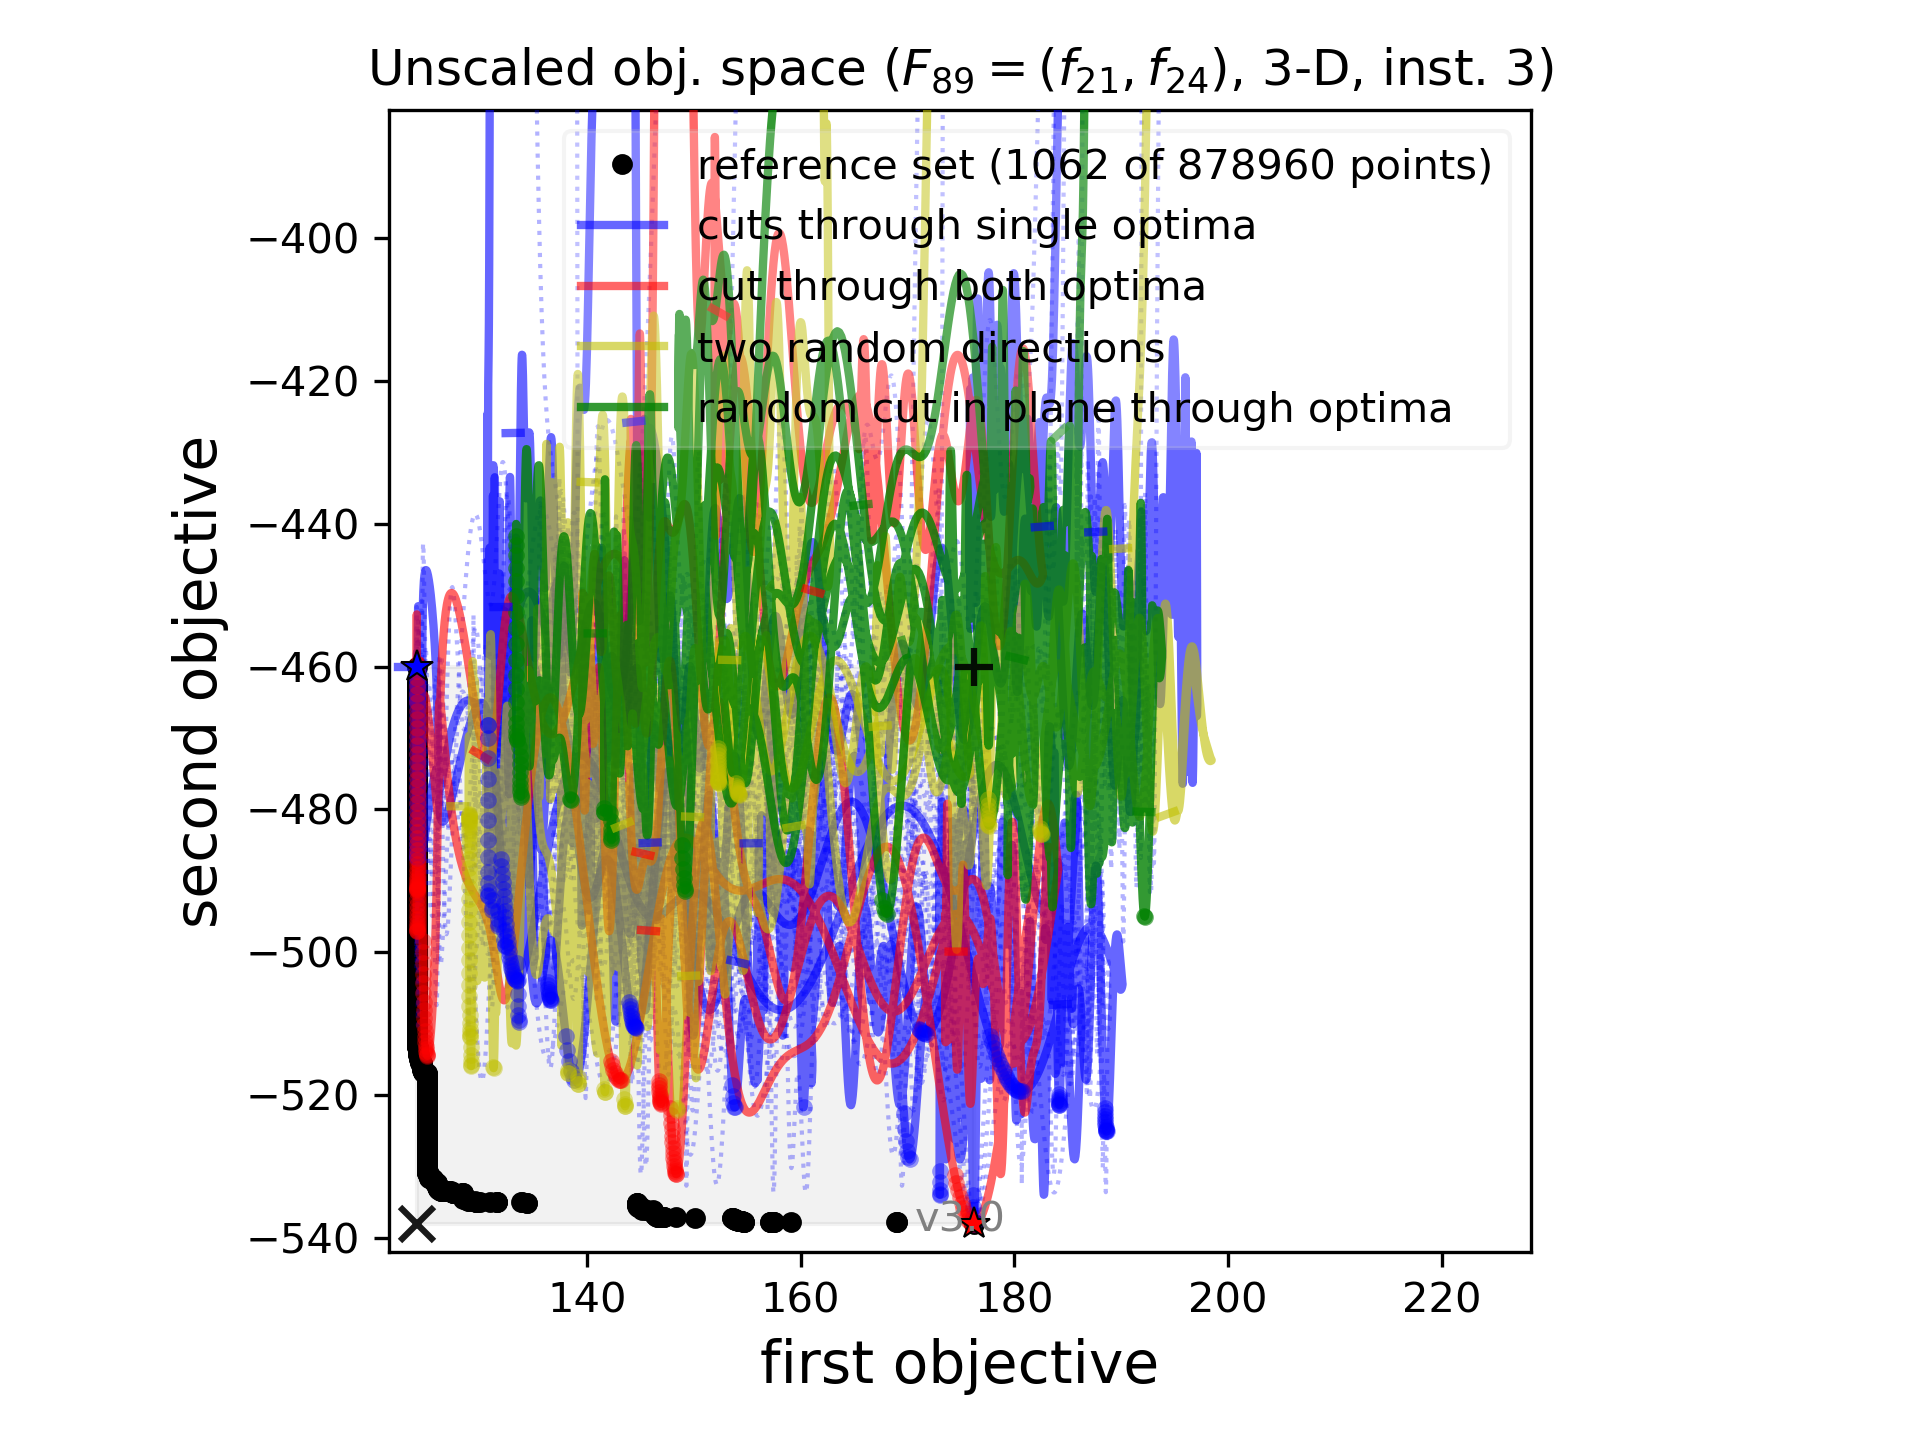 Unscaled obj. space (F₈₉ = (f₂₁, f₂₄), 3-D, inst. 3)
reference set (1062 of 878960 points)
cuts through single optima
cut through both optima
two random directions
random cut in plane through optima
second objective
−400
−420
−440
−460
−480
−500
−520
−540
v3.0
140 160 180 200 220
first objective